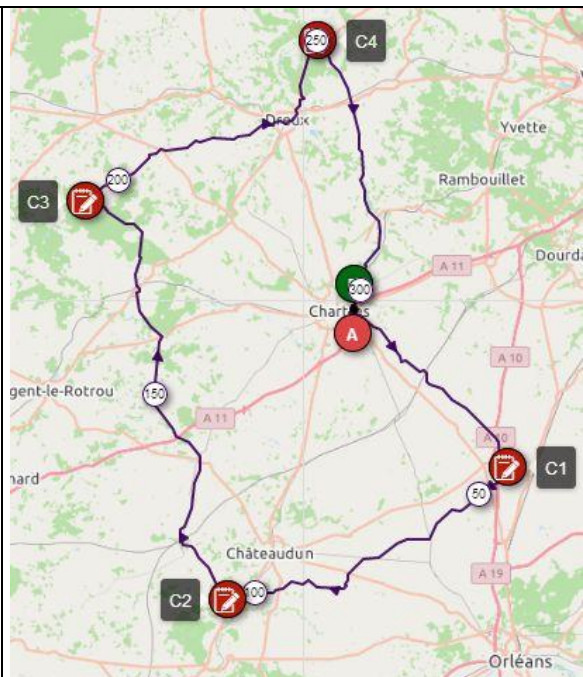 250
C4
Dreux
Yvette
200
Rambouillet
C3
Dourda
A 11
300
Chartres
A
A 10
150
gent-le-Rotrou
A 11
A 10
C1
nard
50
Châteaudun
A 19
100
C2
Orléans